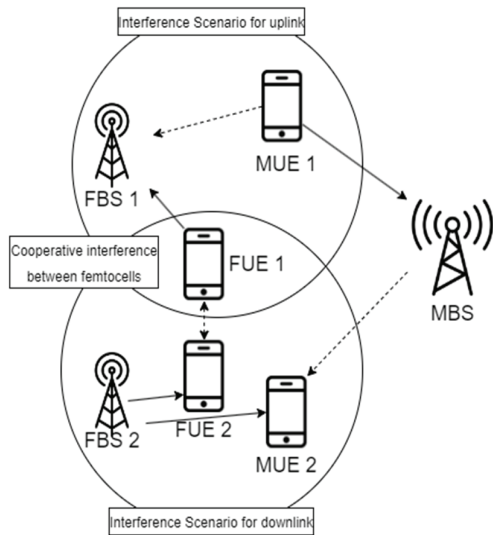 Interference Scenario for uplink
MUE 1
FBS 1
Cooperative interference
between femtocells
FUE 1
MBS
FBS 2
FUE 2
MUE 2
Interference Scenario for downlink